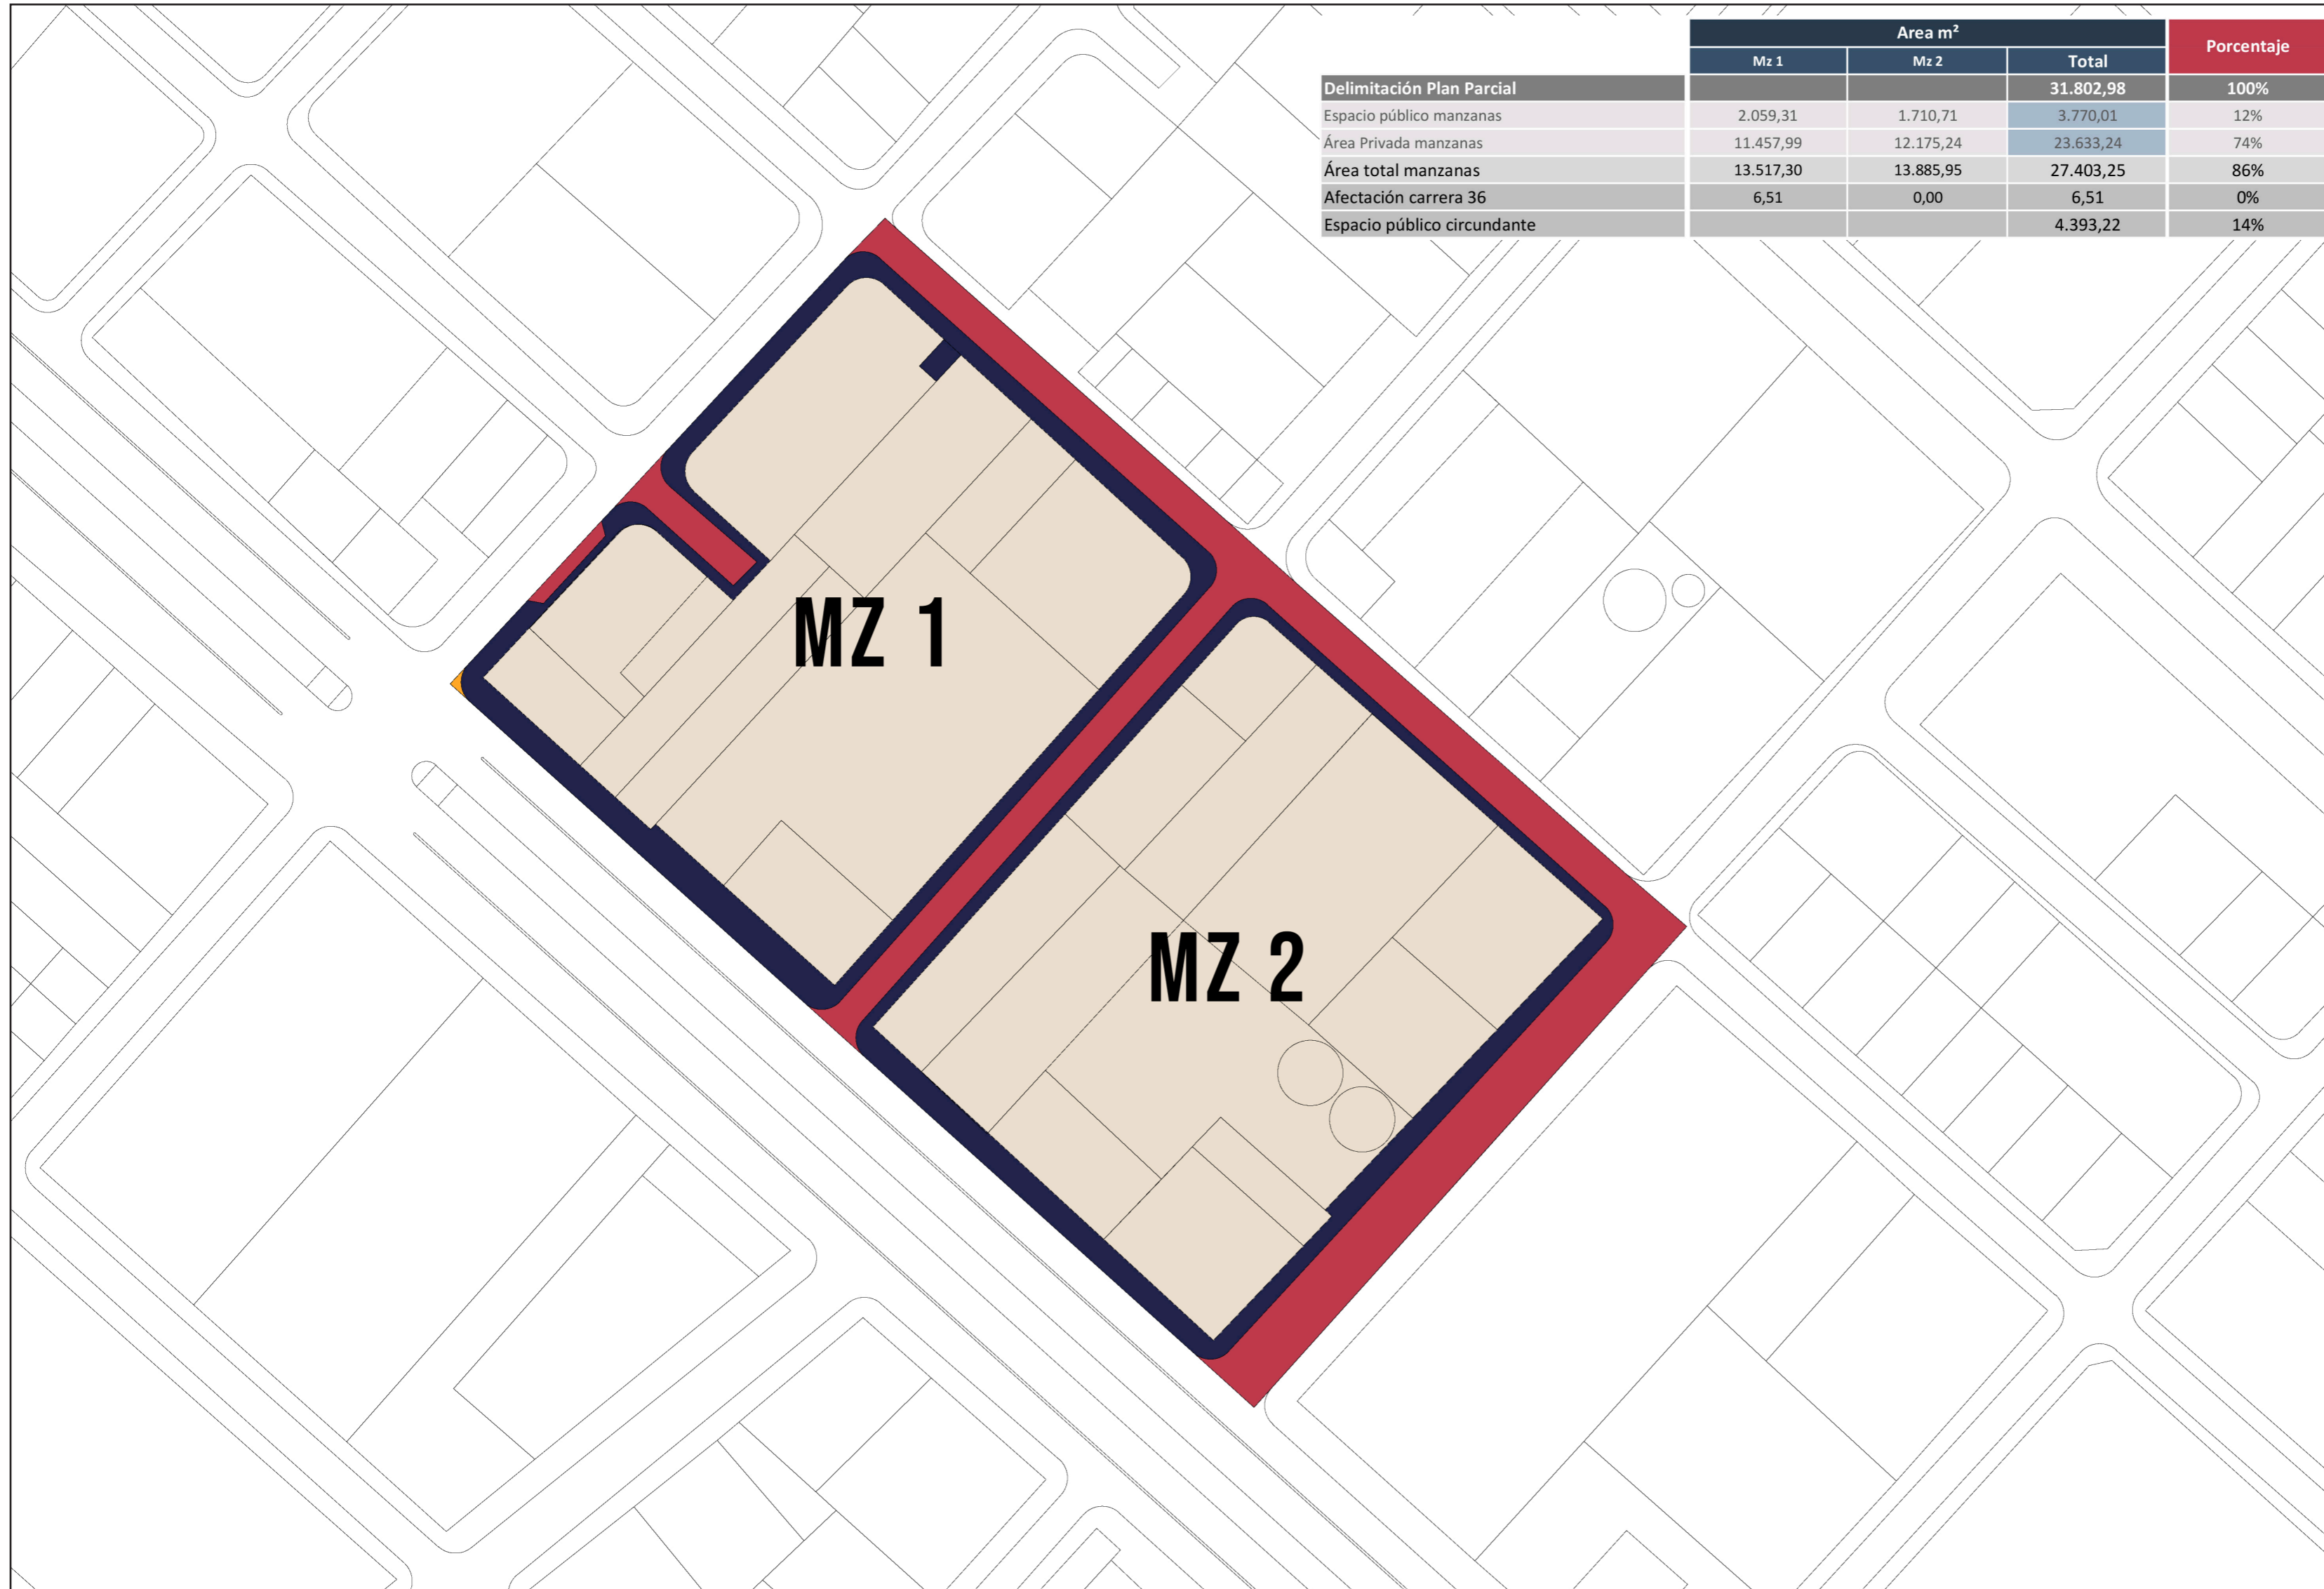 Area m² Porcentaje
Mz 1 Mz 2 Total
Delimitación Plan Parcial 31.802,98 100%
Espacio público manzanas 2.059,31 1.710,71 3.770,01 12%
Área Privada manzanas 11.457,99 12.175,24 23.633,24 74%
Área total manzanas 13.517,30 13.885,95 27.403,25 86%
Afectación carrera 36 6,51 0,00 6,51 0%
Espacio público circundante 4.393,22 14%
MZ 1
MZ 2